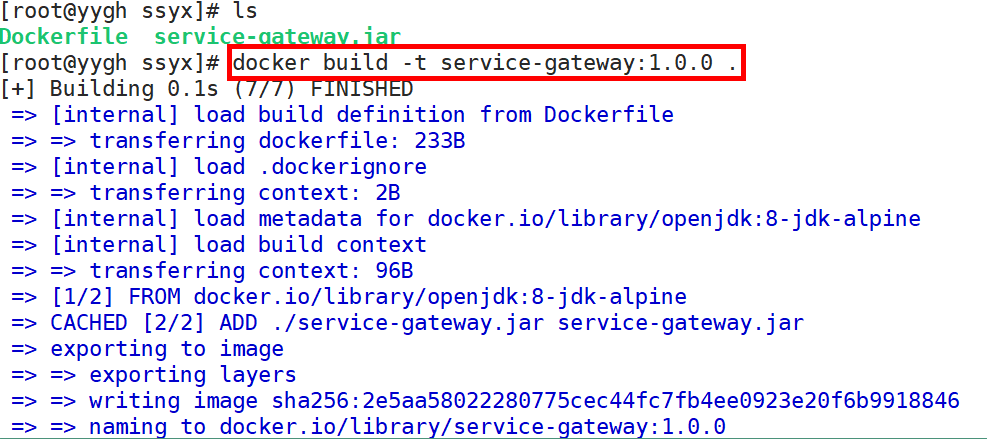 [root@yygh ssyx]# ls
Dockerfile  service-gateway.jar
[root@yygh ssyx]# docker build -t service-gateway:1.0.0 .
[+] Building 0.1s (7/7) FINISHED
 => [internal] load build definition from Dockerfile
 => => transferring dockerfile: 233B
 => [internal] load .dockerignore
 => => transferring context: 2B
 => [internal] load metadata for docker.io/library/openjdk:8-jdk-alpine
 => [internal] load build context
 => => transferring context: 96B
 => [1/2] FROM docker.io/library/openjdk:8-jdk-alpine
 => CACHED [2/2] ADD ./service-gateway.jar service-gateway.jar
 => exporting to image
 => => exporting layers
 => => writing image sha256:2e5aa58022280775cec44fc7fb4ee0923e20f6b9918846
 => => naming to docker.io/library/service-gateway:1.0.0